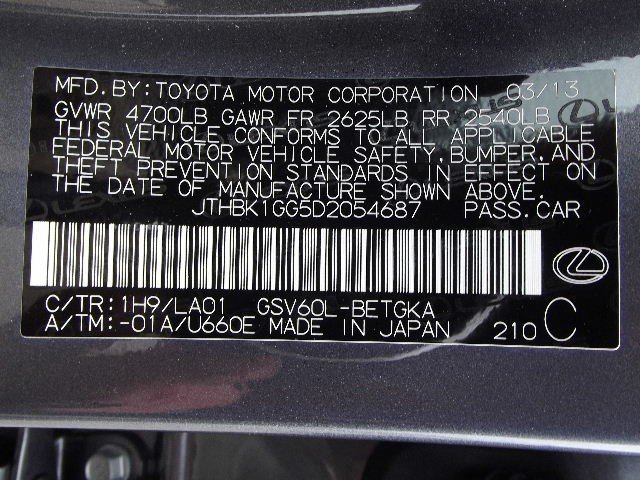 MFD. BY: TOYOTA MOTOR CORPORATION 03/13
GVWR 4700LB GAWR FR 2625LB RR 2540LB
THIS VEHICLE CONFORMS TO ALL APPLICABLE
FEDERAL MOTOR VEHICLE SAFETY, BUMPER, AND
THEFT PREVENTION STANDARDS IN EFFECT ON
THE DATE OF MANUFACTURE SHOWN ABOVE.
JTHBK1GG5D2054687 PASS. CAR
C/TR: 1H9/LA01 GSV60L-BETGKA
A/TM: -01A/U660E MADE IN JAPAN 210 C